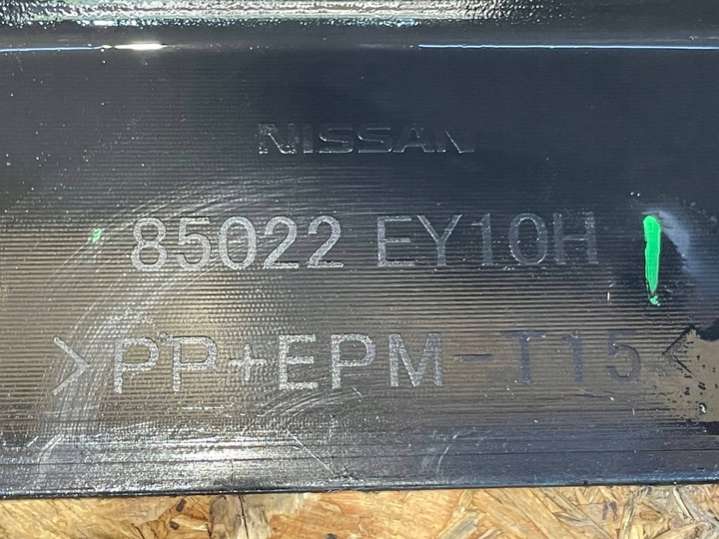 NISSAN
85022 EY10H
>PP+EPM-T15<